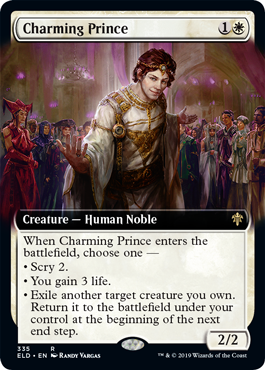 Charming Prince 1
Creature — Human Noble
When Charming Prince enters the
battlefield, choose one —
• Scry 2.
• You gain 3 life.
• Exile another target creature you own.
Return it to the battlefield under your
control at the beginning of the next
end step.
2/2
335 R
ELD • EN RANDY VARGAS
™ & © 2019 Wizards of the Coast